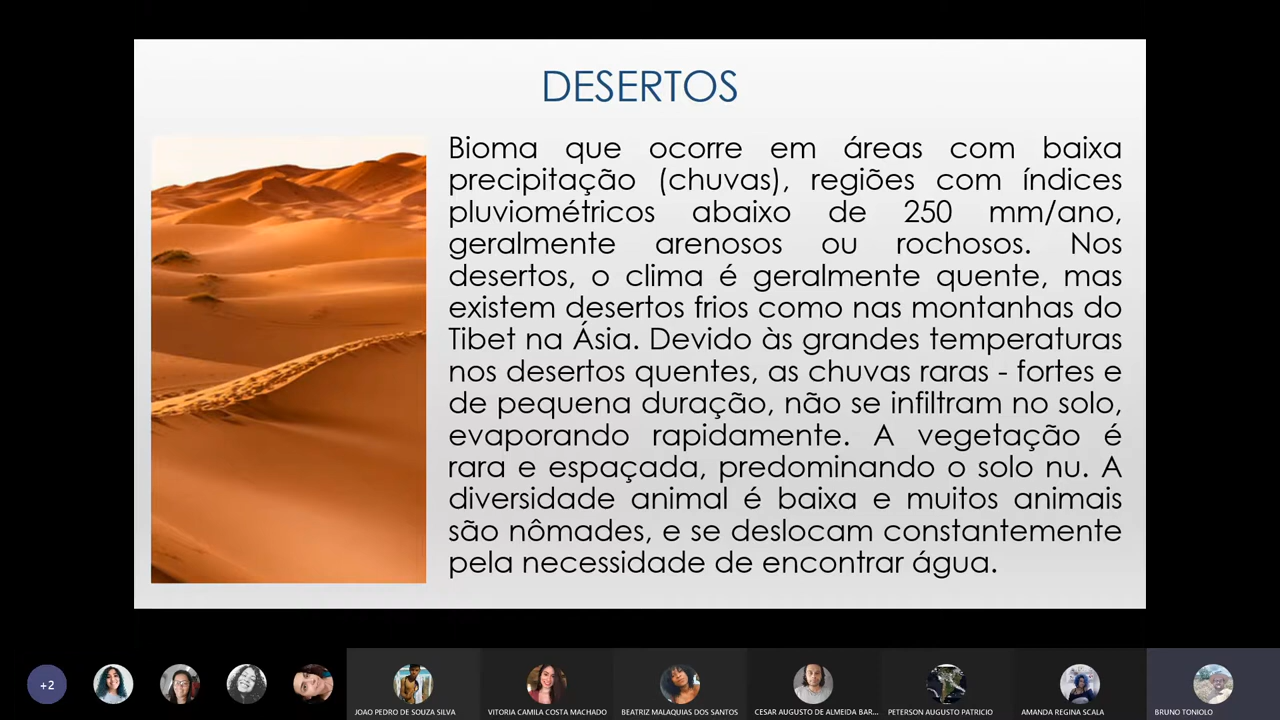 DESERTOS
Bioma que ocorre em áreas com baixa
precipitação (chuvas), regiões com índices
pluviométricos abaixo de 250 mm/ano,
geralmente arenosos ou rochosos. Nos
desertos, o clima é geralmente quente, mas
existem desertos frios como nas montanhas do
Tibet na Ásia. Devido às grandes temperaturas
nos desertos quentes, as chuvas raras - fortes e
de pequena duração, não se infiltram no solo,
evaporando rapidamente. A vegetação é
rara e espaçada, predominando o solo nu. A
diversidade animal é baixa e muitos animais
são nômades, e se deslocam constantemente
pela necessidade de encontrar água.
+2
JOAO PEDRO DE SOUZA SILVA
VITORIA CAMILA COSTA MACHADO
BEATRIZ MALAQUIAS DOS SANTOS
CESAR AUGUSTO DE ALMEIDA BAR...
PETERSON AUGUSTO PATRICIO
AMANDA REGINA SCALA
BRUNO TONIOLO